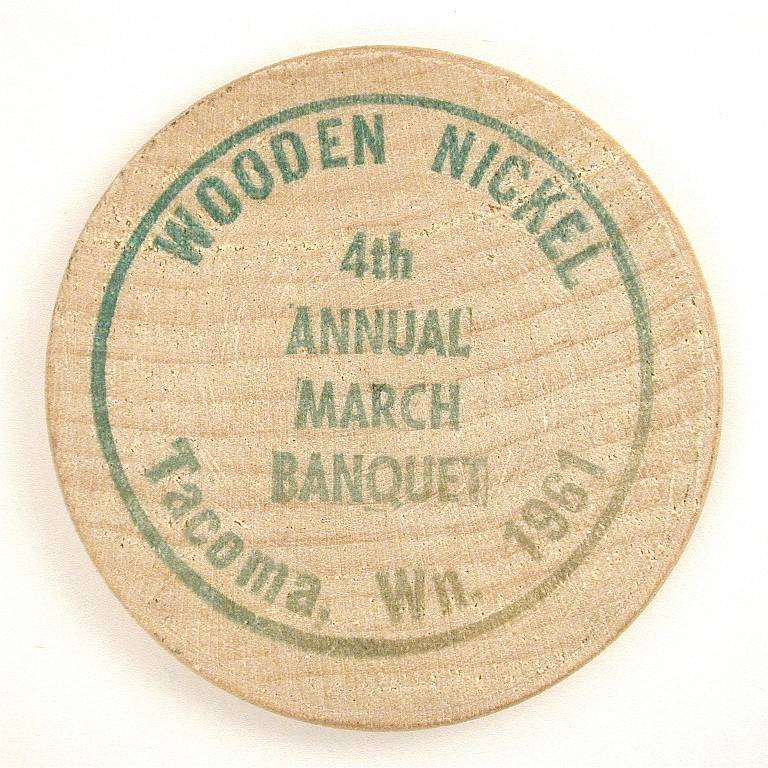 WOODEN NICKEL
4th
ANNUAL
MARCH
BANQUET
Tacoma, Wn. 1961